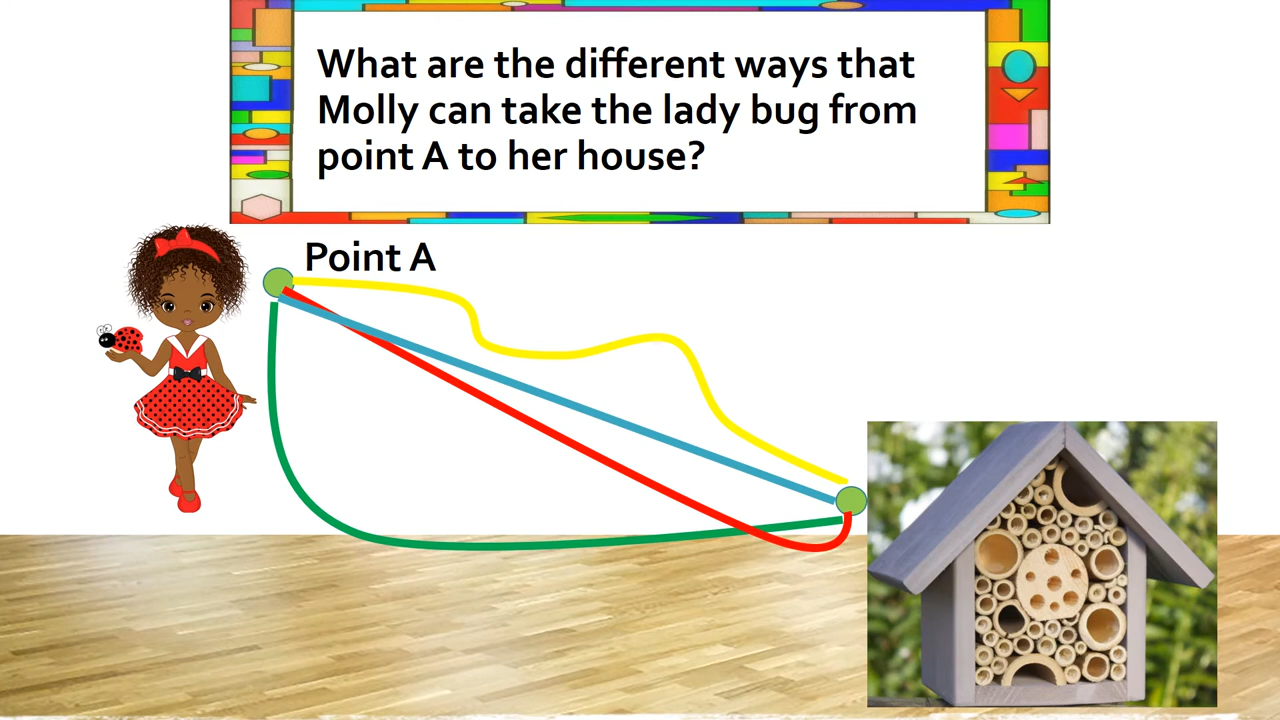 What are the different ways that
Molly can take the lady bug from
point A to her house?
Point A